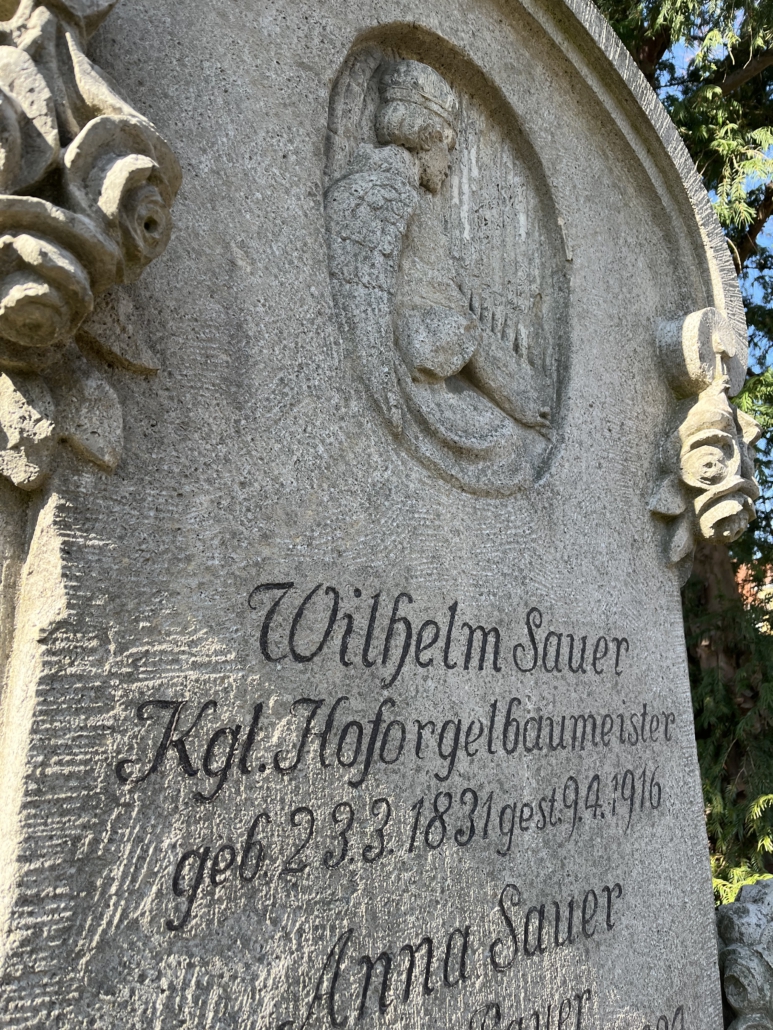 Wilhelm Sauer
Kgl. Hoforgelbaumeister
geb. 23.3.1831 gest. 9.4.1916
Anna Sauer